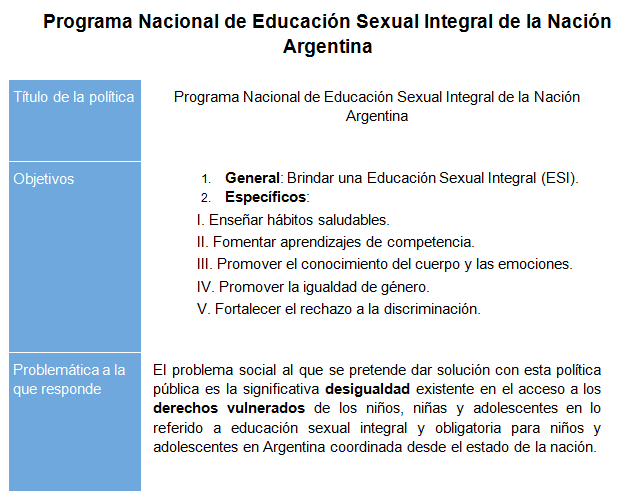 Programa Nacional de Educación Sexual Integral de la Nación
Argentina
Título de la política
Programa Nacional de Educación Sexual Integral de la Nación
Argentina
Objetivos
1. General: Brindar una Educación Sexual Integral (ESI).
2. Específicos:
I. Enseñar hábitos saludables.
II. Fomentar aprendizajes de competencia.
III. Promover el conocimiento del cuerpo y las emociones.
IV. Promover la igualdad de género.
V. Fortalecer el rechazo a la discriminación.
Problemática a la
que responde
El problema social al que se pretende dar solución con esta política
pública es la significativa desigualdad existente en el acceso a los
derechos vulnerados de los niños, niñas y adolescentes en lo
referido a educación sexual integral y obligatoria para niños y
adolescentes en Argentina coordinada desde el estado de la nación.